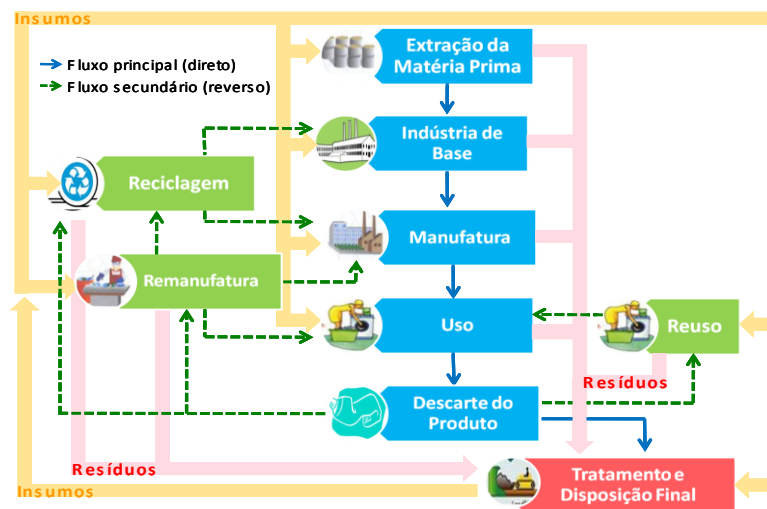 Insumos
Fluxo principal (direto)
Fluxo secundário (reverso)
Extração da
Matéria Prima
Indústria de
Base
Reciclagem
Manufatura
Remanufatura
Uso
Reuso
Resíduos
Descarte do
Produto
Resíduos
Tratamento e
Disposição Final
Insumos